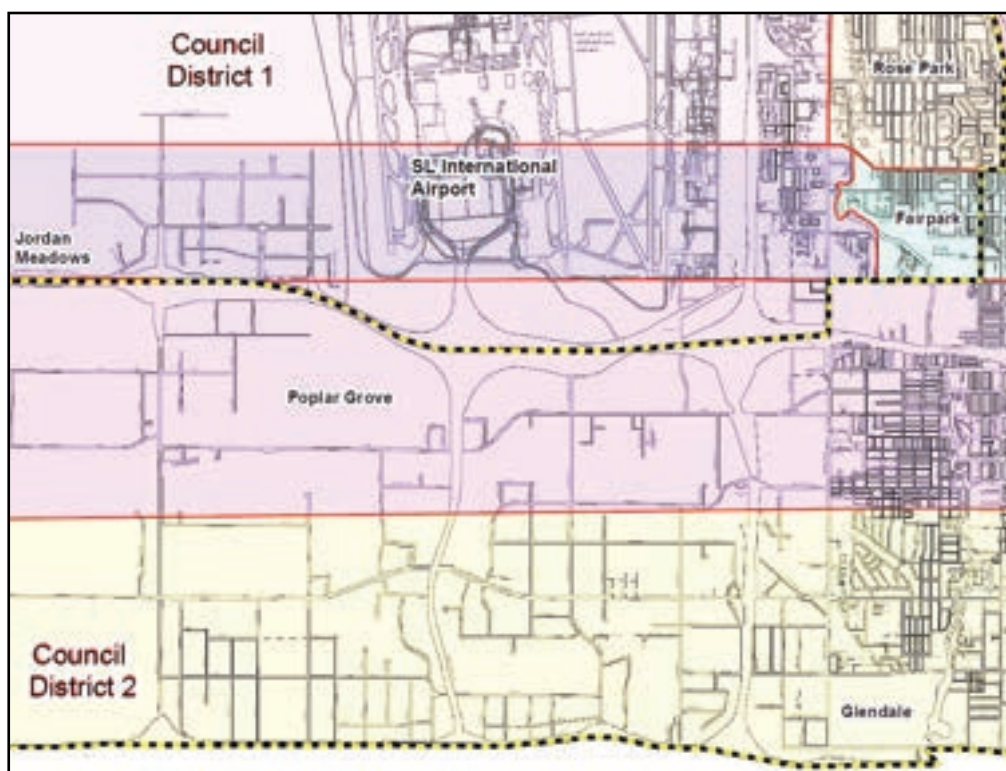 Council
District 1
Rose Park
SL International
Airport
Fairpark
Jordan
Meadows
Poplar Grove
Council
District 2
Glendale